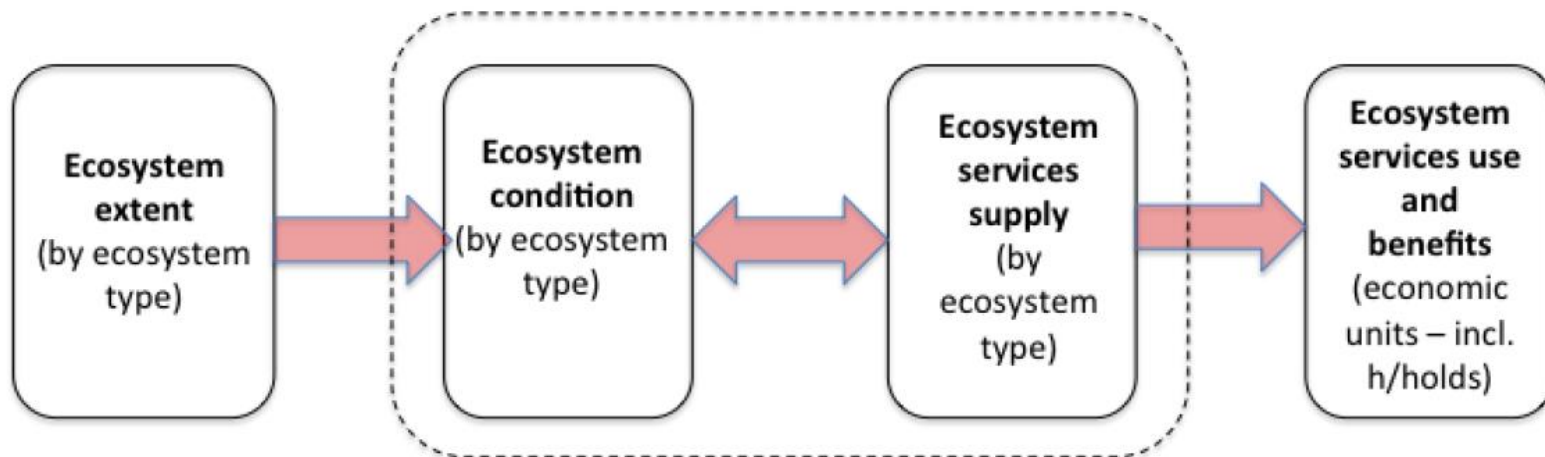 Ecosystem
extent
(by ecosystem
type)
Ecosystem
condition
(by ecosystem
type)
Ecosystem
services
supply
(by
ecosystem
type)
Ecosystem
services use
and
benefits
(economic
units – incl.
h/holds)